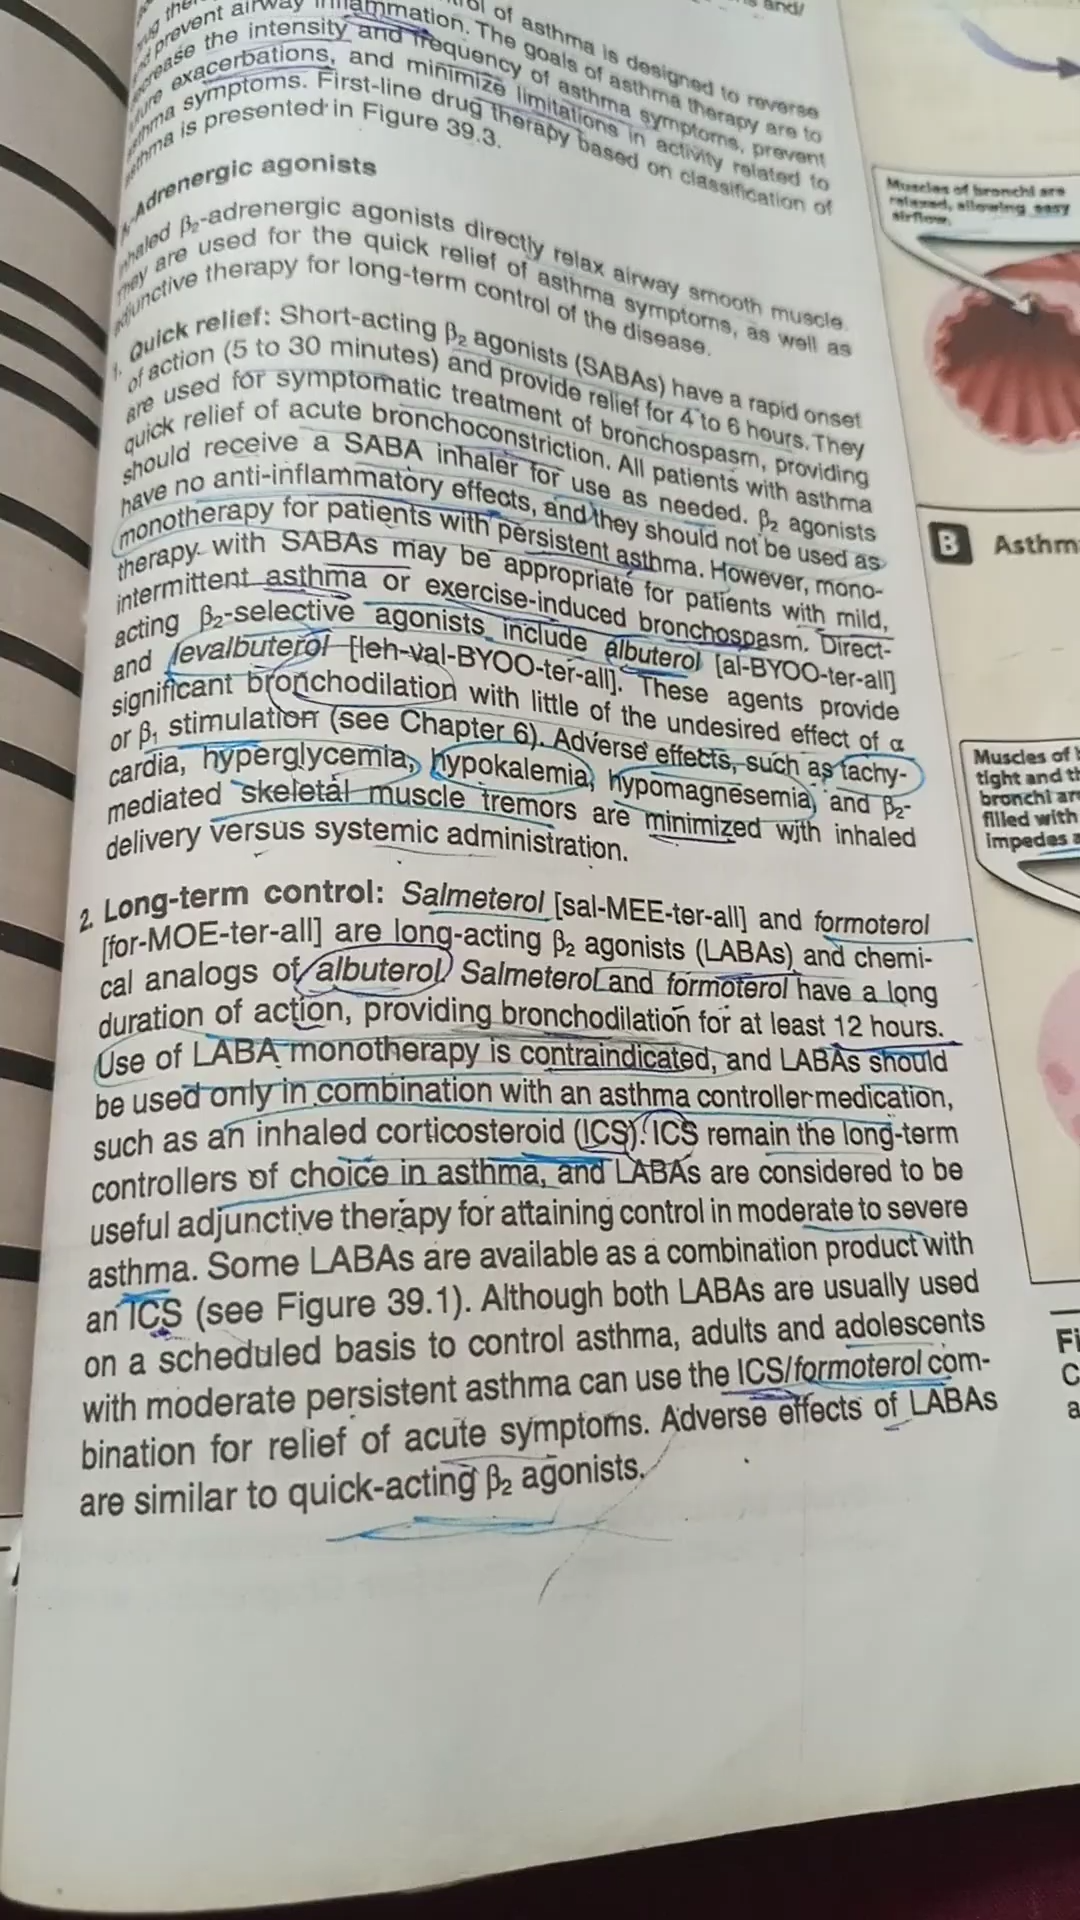 of asthma is designed to reverse
prevent airway inflammation. The goals of asthma therapy are to
the intensity and frequency of asthma symptoms, prevent
exacerbations, and minimize limitations in activity related to
symptoms. First-line drug therapy based on classification of
is presented in Figure 39.3.
-Adrenergic agonists
β₂-adrenergic agonists directly relax airway smooth muscle.
are used for the quick relief of asthma symptoms, as well as
therapy for long-term control of the disease.
1. Quick relief: Short-acting β₂ agonists (SABAs) have a rapid onset
of action (5 to 30 minutes) and provide relief for 4 to 6 hours. They
are used for symptomatic treatment of bronchospasm, providing
quick relief of acute bronchoconstriction. All patients with asthma
should receive a SABA inhaler for use as needed. β₂ agonists
have no anti-inflammatory effects, and they should not be used as
monotherapy for patients with persistent asthma. However, mono-
therapy with SABAs may be appropriate for patients with mild,
intermittent asthma or exercise-induced bronchospasm. Direct-
acting β₂-selective agonists include albuterol [al-BYOO-ter-all]
and levalbuterol [leh-val-BYOO-ter-all]. These agents provide
significant bronchodilation with little of the undesired effect of α
or β₁ stimulation (see Chapter 6). Adverse effects, such as tachy-
cardia, hyperglycemia, hypokalemia, hypomagnesemia, and β₂-
mediated skeletal muscle tremors are minimized with inhaled
delivery versus systemic administration.
2. Long-term control: Salmeterol [sal-MEE-ter-all] and formoterol
[for-MOE-ter-all] are long-acting β₂ agonists (LABAs) and chemi-
cal analogs of albuterol. Salmeterol and formoterol have a long
duration of action, providing bronchodilation for at least 12 hours.
Use of LABA monotherapy is contraindicated, and LABAs should
be used only in combination with an asthma controller medication,
such as an inhaled corticosteroid (ICS). ICS remain the long-term
controllers of choice in asthma, and LABAs are considered to be
useful adjunctive therapy for attaining control in moderate to severe
asthma. Some LABAs are available as a combination product with
an ICS (see Figure 39.1). Although both LABAs are usually used
on a scheduled basis to control asthma, adults and adolescents
with moderate persistent asthma can use the ICS/formoterol com-
bination for relief of acute symptoms. Adverse effects of LABAs
are similar to quick-acting β₂ agonists.
Muscles of bronchi are
relaxed, allowing easy
airflow.
B Asthm
Muscles of
tight and th
bronchi are
filled with
impedes a
Fi
C
a